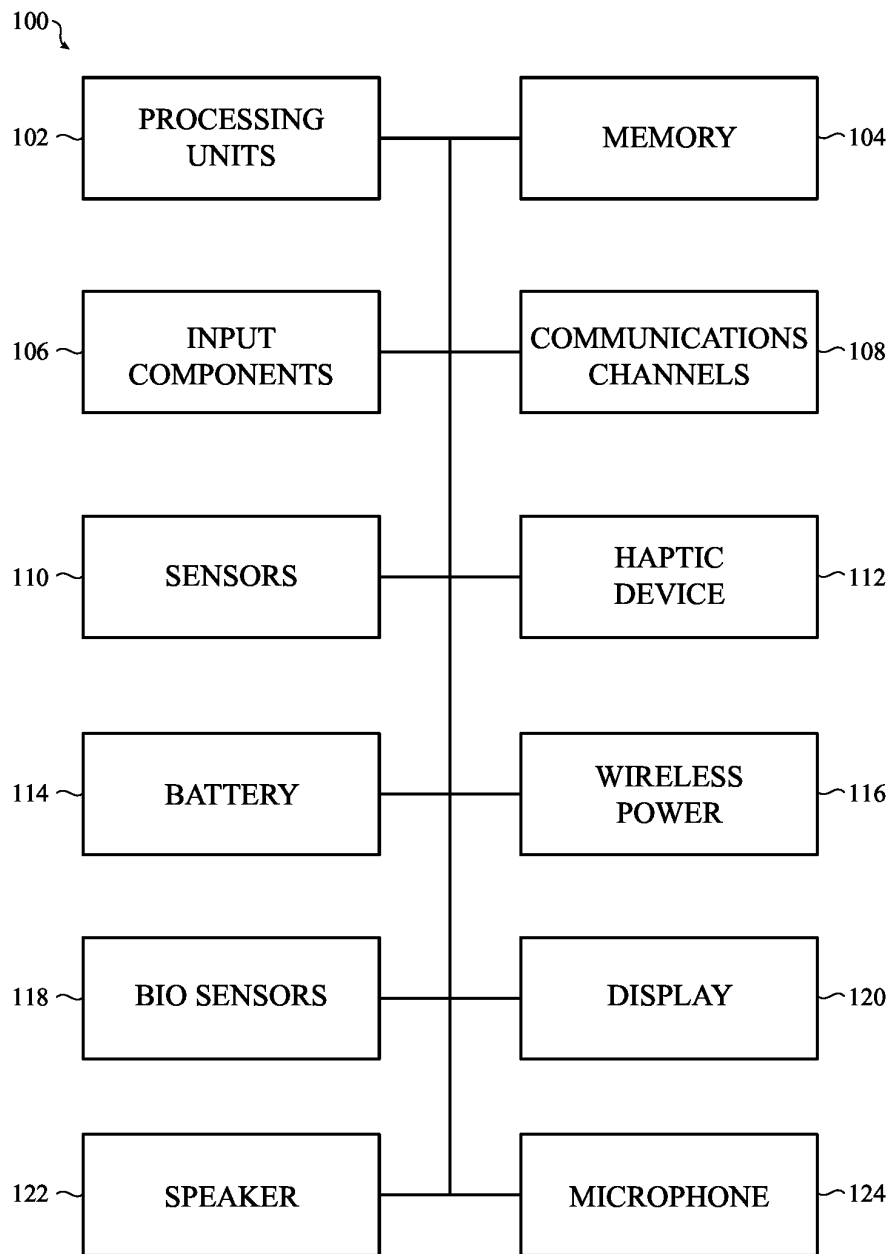 100
102
PROCESSING
UNITS
MEMORY
104
106
INPUT
COMPONENTS
COMMUNICATIONS
CHANNELS
108
110
SENSORS
HAPTIC
DEVICE
112
114
BATTERY
WIRELESS
POWER
116
118
BIO SENSORS
DISPLAY
120
122
SPEAKER
MICROPHONE
124